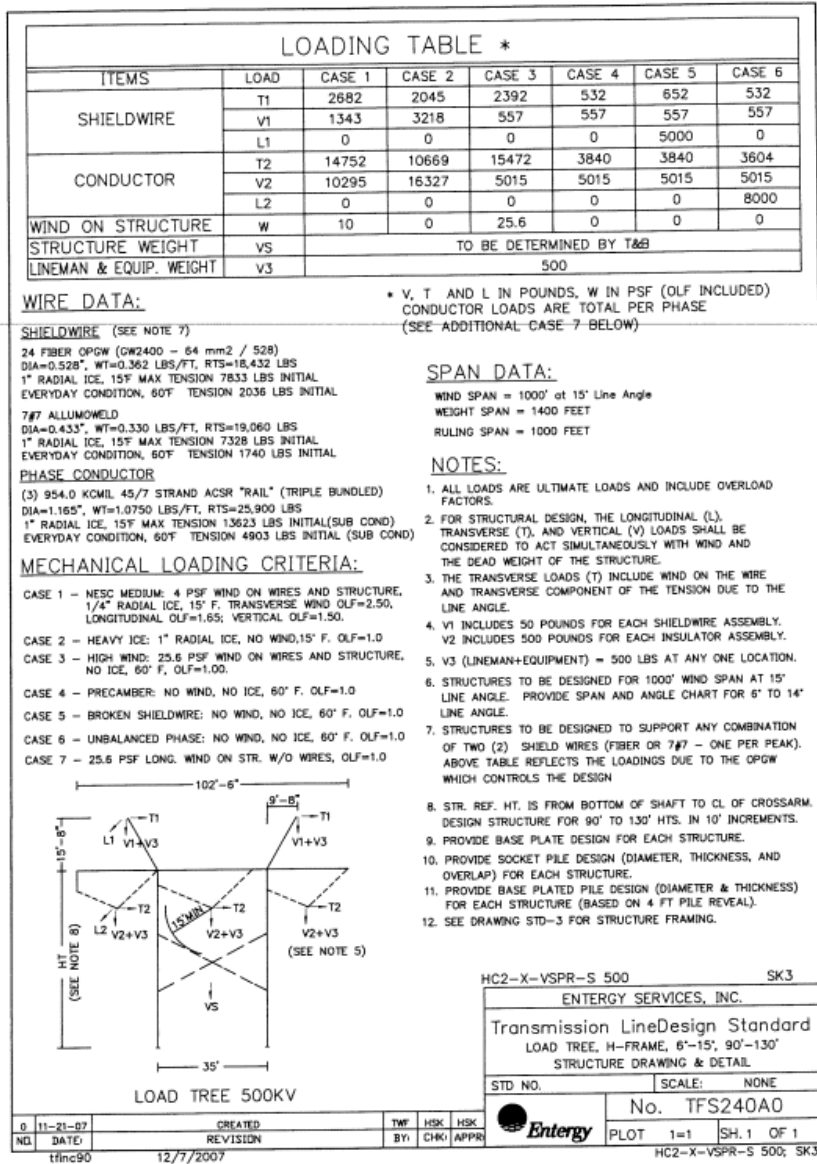 LOADING TABLE *
ITEMS LOAD CASE 1 CASE 2 CASE 3 CASE 4 CASE 5 CASE 6
SHIELDWIRE
T1 2682 2045 2392 532 652 532
V1 1343 3218 557 557 557 557
L1 0 0 0 0 5000 0
CONDUCTOR
T2 14752 10669 15472 3840 3840 3604
V2 10295 16327 5015 5015 5015 5015
L2 0 0 0 0 0 8000
WIND ON STRUCTURE W 10 0 25.6 0 0 0
STRUCTURE WEIGHT VS TO BE DETERMINED BY T&B
LINEMAN & EQUIP. WEIGHT V3 500
* V, T AND L IN POUNDS, W IN PSF (OLF INCLUDED)
CONDUCTOR LOADS ARE TOTAL PER PHASE
(SEE ADDITIONAL CASE 7 BELOW)
WIRE DATA:
SHIELDWIRE (SEE NOTE 7)
24 FIBER OPGW (GW2400 - 64 mm2 / 528)
DIA=0.528", WT=0.362 LBS/FT, RTS=18,432 LBS
1" RADIAL ICE, 15°F MAX TENSION 7833 LBS INITIAL
EVERYDAY CONDITION, 60°F TENSION 2036 LBS INITIAL
7#7 ALLUMOWELD
DIA=0.433", WT=0.330 LBS/FT, RTS=19,060 LBS
1" RADIAL ICE, 15°F MAX TENSION 7328 LBS INITIAL
EVERYDAY CONDITION, 60°F TENSION 1740 LBS INITIAL
PHASE CONDUCTOR
(3) 954.0 KCMIL 45/7 STRAND ACSR "RAIL" (TRIPLE BUNDLED)
DIA=1.165", WT=1.0750 LBS/FT, RTS=25,900 LBS
1" RADIAL ICE, 15°F MAX TENSION 13623 LBS INITIAL(SUB COND)
EVERYDAY CONDITION, 60°F TENSION 4903 LBS INITIAL (SUB COND)
MECHANICAL LOADING CRITERIA:
CASE 1 - NESC MEDIUM: 4 PSF WIND ON WIRES AND STRUCTURE,
1/4" RADIAL ICE, 15° F. TRANSVERSE WIND OLF=2.50,
LONGITUDINAL OLF=1.65; VERTICAL OLF=1.50.
CASE 2 - HEAVY ICE: 1" RADIAL ICE, NO WIND,15° F. OLF=1.0
CASE 3 - HIGH WIND: 25.6 PSF WIND ON WIRES AND STRUCTURE,
NO ICE, 60° F, OLF=1.00.
CASE 4 - PRECAMBER: NO WIND, NO ICE, 60° F. OLF=1.0
CASE 5 - BROKEN SHIELDWIRE: NO WIND, NO ICE, 60° F. OLF=1.0
CASE 6 - UNBALANCED PHASE: NO WIND, NO ICE, 60° F. OLF=1.0
CASE 7 - 25.6 PSF LONG. WIND ON STR. W/O WIRES, OLF=1.0
SPAN DATA:
WIND SPAN = 1000' at 15° Line Angle
WEIGHT SPAN = 1400 FEET
RULING SPAN = 1000 FEET
NOTES:
1. ALL LOADS ARE ULTIMATE LOADS AND INCLUDE OVERLOAD
FACTORS.
2. FOR STRUCTURAL DESIGN, THE LONGITUDINAL (L),
TRANSVERSE (T), AND VERTICAL (V) LOADS SHALL BE
CONSIDERED TO ACT SIMULTANEOUSLY WITH WIND AND
THE DEAD WEIGHT OF THE STRUCTURE.
3. THE TRANSVERSE LOADS (T) INCLUDE WIND ON THE WIRE
AND TRANSVERSE COMPONENT OF THE TENSION DUE TO THE
LINE ANGLE.
4. V1 INCLUDES 50 POUNDS FOR EACH SHIELDWIRE ASSEMBLY.
V2 INCLUDES 500 POUNDS FOR EACH INSULATOR ASSEMBLY.
5. V3 (LINEMAN+EQUIPMENT) = 500 LBS AT ANY ONE LOCATION.
6. STRUCTURES TO BE DESIGNED FOR 1000' WIND SPAN AT 15°
LINE ANGLE. PROVIDE SPAN AND ANGLE CHART FOR 6° TO 14°
LINE ANGLE.
7. STRUCTURES TO BE DESIGNED TO SUPPORT ANY COMBINATION
OF TWO (2) SHIELD WIRES (FIBER OR 7#7 - ONE PER PEAK).
ABOVE TABLE REFLECTS THE LOADINGS DUE TO THE OPGW
WHICH CONTROLS THE DESIGN
8. STR. REF. HT. IS FROM BOTTOM OF SHAFT TO CL OF CROSSARM.
DESIGN STRUCTURE FOR 90' TO 130' HTS. IN 10' INCREMENTS.
9. PROVIDE BASE PLATE DESIGN FOR EACH STRUCTURE.
10. PROVIDE SOCKET PILE DESIGN (DIAMETER, THICKNESS, AND
OVERLAP) FOR EACH STRUCTURE.
11. PROVIDE BASE PLATED PILE DESIGN (DIAMETER & THICKNESS)
FOR EACH STRUCTURE (BASED ON 4 FT PILE REVEAL).
12. SEE DRAWING STD-3 FOR STRUCTURE FRAMING.
102'-6"
9'-8"
15'-8"
T1
L1
V1+V3
T1
V1+V3
T2
L2
V2+V3
15'MIN
T2
V2+V3
T2
V2+V3
(SEE NOTE 5)
HT
(SEE NOTE 8)
VS
35'
LOAD TREE 500KV
HC2-X-VSPR-S 500 SK3
ENTERGY SERVICES, INC.
Transmission LineDesign Standard
LOAD TREE, H-FRAME, 6°-15°, 90'-130'
STRUCTURE DRAWING & DETAIL
STD NO. SCALE: NONE
Entergy
No. TFS240A0
PLOT 1=1 SH. 1 OF 1
0 11-21-07 CREATED TWF HSK HSK
NO. DATE: REVISION BY: CHK: APPR:
tfinc90 12/7/2007
HC2-X-VSPR-S 500; SK3